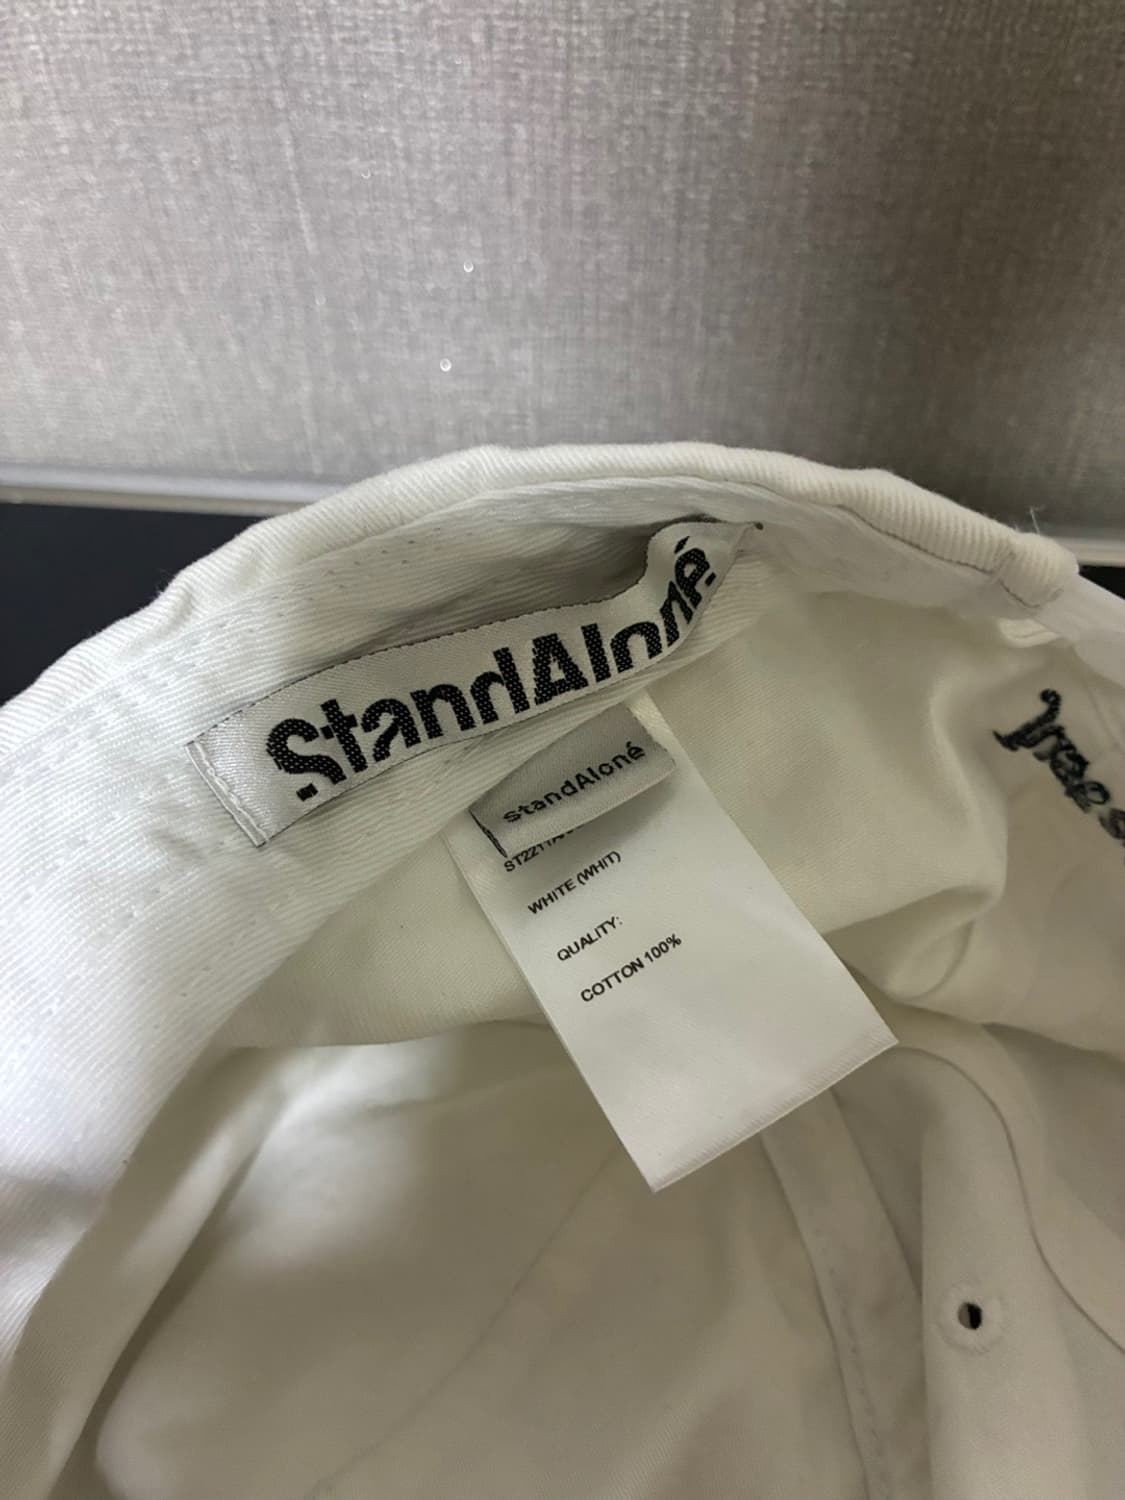 StandAloné
StandAloné
WHITE (WHIT)
QUALITY:
COTTON 100%